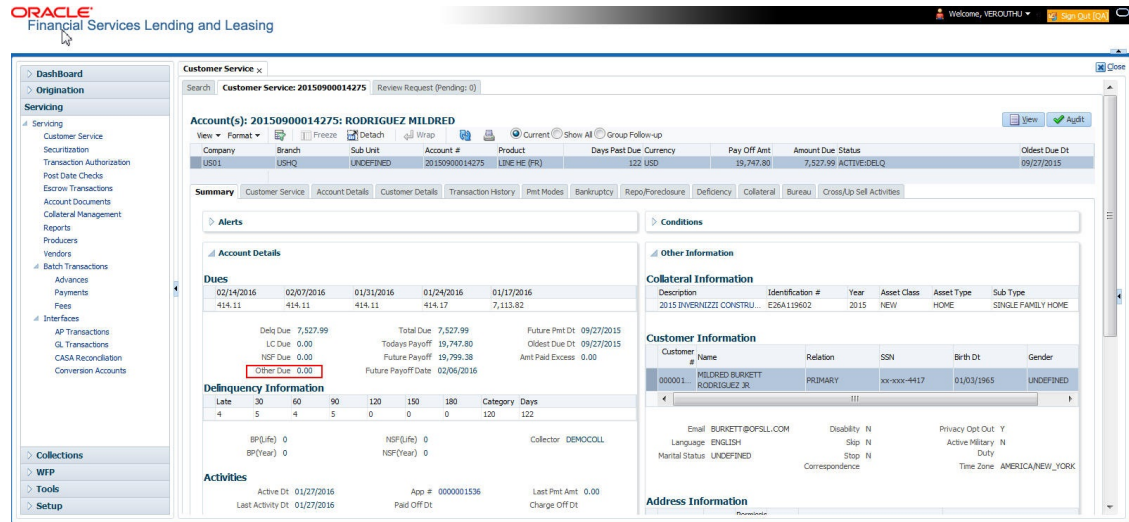 ORACLE
Financial Services Lending and Leasing
Welcome, VEROUTHU
Sign Out [QA]
Close
DashBoard
Origination
Servicing
Servicing
Customer Service
Securitization
Transaction Authorization
Post Date Checks
Escrow Transactions
Account Documents
Collateral Management
Reports
Producers
Vendors
Batch Transactions
Advances
Payments
Fees
Interfaces
AP Transactions
GL Transactions
CASA Reconciliation
Conversion Accounts
Collections
WFP
Tools
Setup
Customer Service x
Search Customer Service: 20150900014275 Review Request (Pending: 0)
Account(s): 20150900014275: RODRIGUEZ MILDRED
View Audit
View Format Freeze Detach Wrap Current Show All Group Follow-up
Company Branch Sub Unit Account # Product Days Past Due Currency Pay Off Amt Amount Due Status Oldest Due Dt
US01 USHQ UNDEFINED 20150900014275 LINE HE (FR) 122 USD 19,747.80 7,527.99 ACTIVE:DELQ 09/27/2015
Summary Customer Service Account Details Customer Details Transaction History Pmt Modes Bankruptcy Repo/Foreclosure Deficiency Collateral Bureau Cross/Up Sell Activities
Alerts
Account Details
Dues
02/14/2016 02/07/2016 01/31/2016 01/24/2016 01/17/2016
414.11 414.11 414.11 414.17 7,113.82
Delq Due 7,527.99 Total Due 7,527.99 Future Pmt Dt 09/27/2015
LC Due 0.00 Todays Payoff 19,747.80 Oldest Due Dt 09/27/2015
NSF Due 0.00 Future Payoff 19,799.38 Amt Paid Excess 0.00
Other Due 0.00 Future Payoff Date 02/06/2016
Delinquency Information
Late 30 60 90 120 150 180 Category Days
4 5 4 5 0 0 0 120 122
BP(Life) 0 NSF(Life) 0 Collector DEMOCOLL
BP(Year) 0 NSF(Year) 0
Activities
Active Dt 01/27/2016 App # 0000001536 Last Pmt Amt 0.00
Last Activity Dt 01/27/2016 Paid Off Dt Charge Off Dt
Conditions
Other Information
Collateral Information
Description Identification # Year Asset Class Asset Type Sub Type
2015 INVERNIZZI CONSTRU... E26A119602 2015 NEW HOME SINGLE FAMILY HOME
Customer Information
Customer # Name Relation SSN Birth Dt Gender
000001... MILDRED BURKETT RODRIGUEZ JR PRIMARY xx-xxx-4417 01/03/1965 UNDEFINED
Email BURKETT@OFSLL.COM Disability N Privacy Opt Out Y
Language ENGLISH Skip N Active Military Duty N
Marital Status UNDEFINED Stop Correspondence N
Time Zone AMERICA/NEW_YORK
Address Information